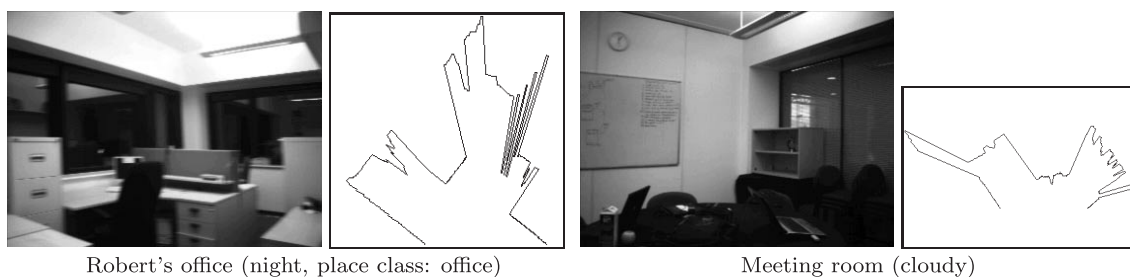 Robert's office (night, place class: office)
Meeting room (cloudy)